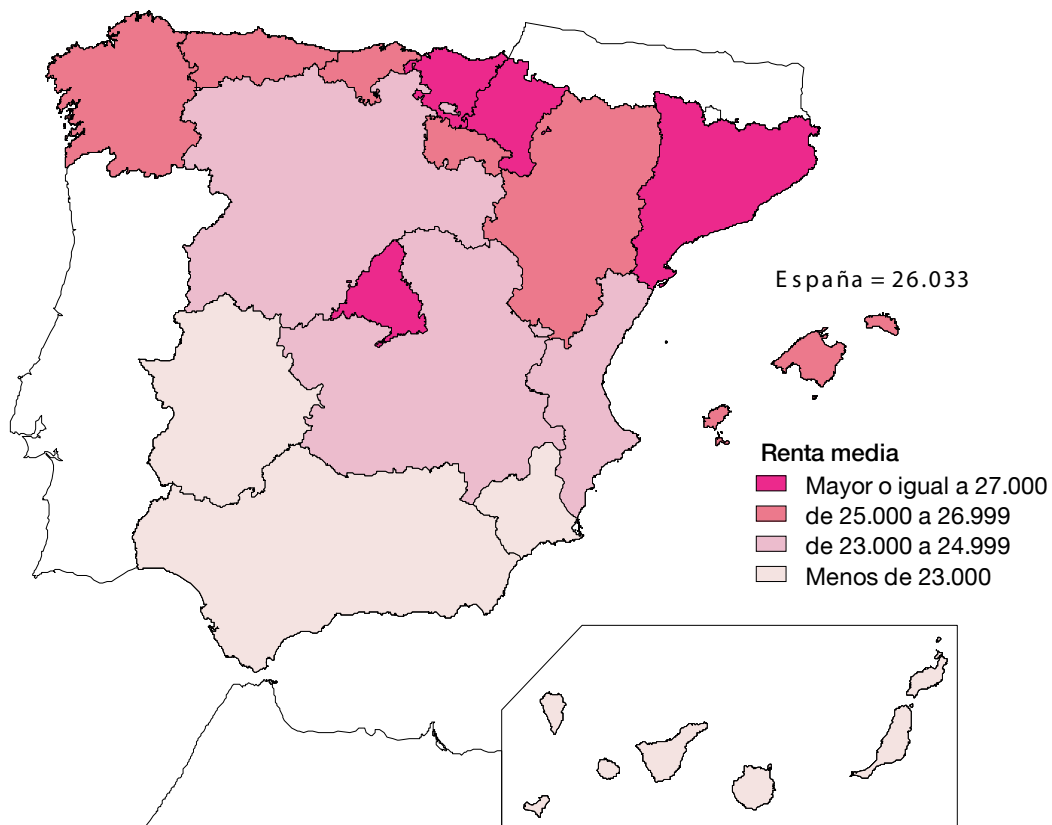 España = 26.033
Renta media
Mayor o igual a 27.000
de 25.000 a 26.999
de 23.000 a 24.999
Menos de 23.000